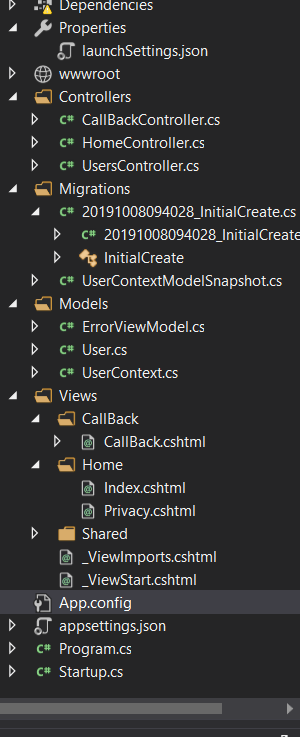 Dependencies
Properties
launchSettings.json
wwwroot
Controllers
C# CallBackController.cs
C# HomeController.cs
C# UsersController.cs
Migrations
C# 20191008094028_InitialCreate.cs
C# 20191008094028_InitialCreate
InitialCreate
C# UserContextModelSnapshot.cs
Models
C# ErrorViewModel.cs
C# User.cs
C# UserContext.cs
Views
CallBack
@ CallBack.cshtml
Home
@ Index.cshtml
@ Privacy.cshtml
Shared
@ _ViewImports.cshtml
@ _ViewStart.cshtml
App.config
appsettings.json
C# Program.cs
C# Startup.cs